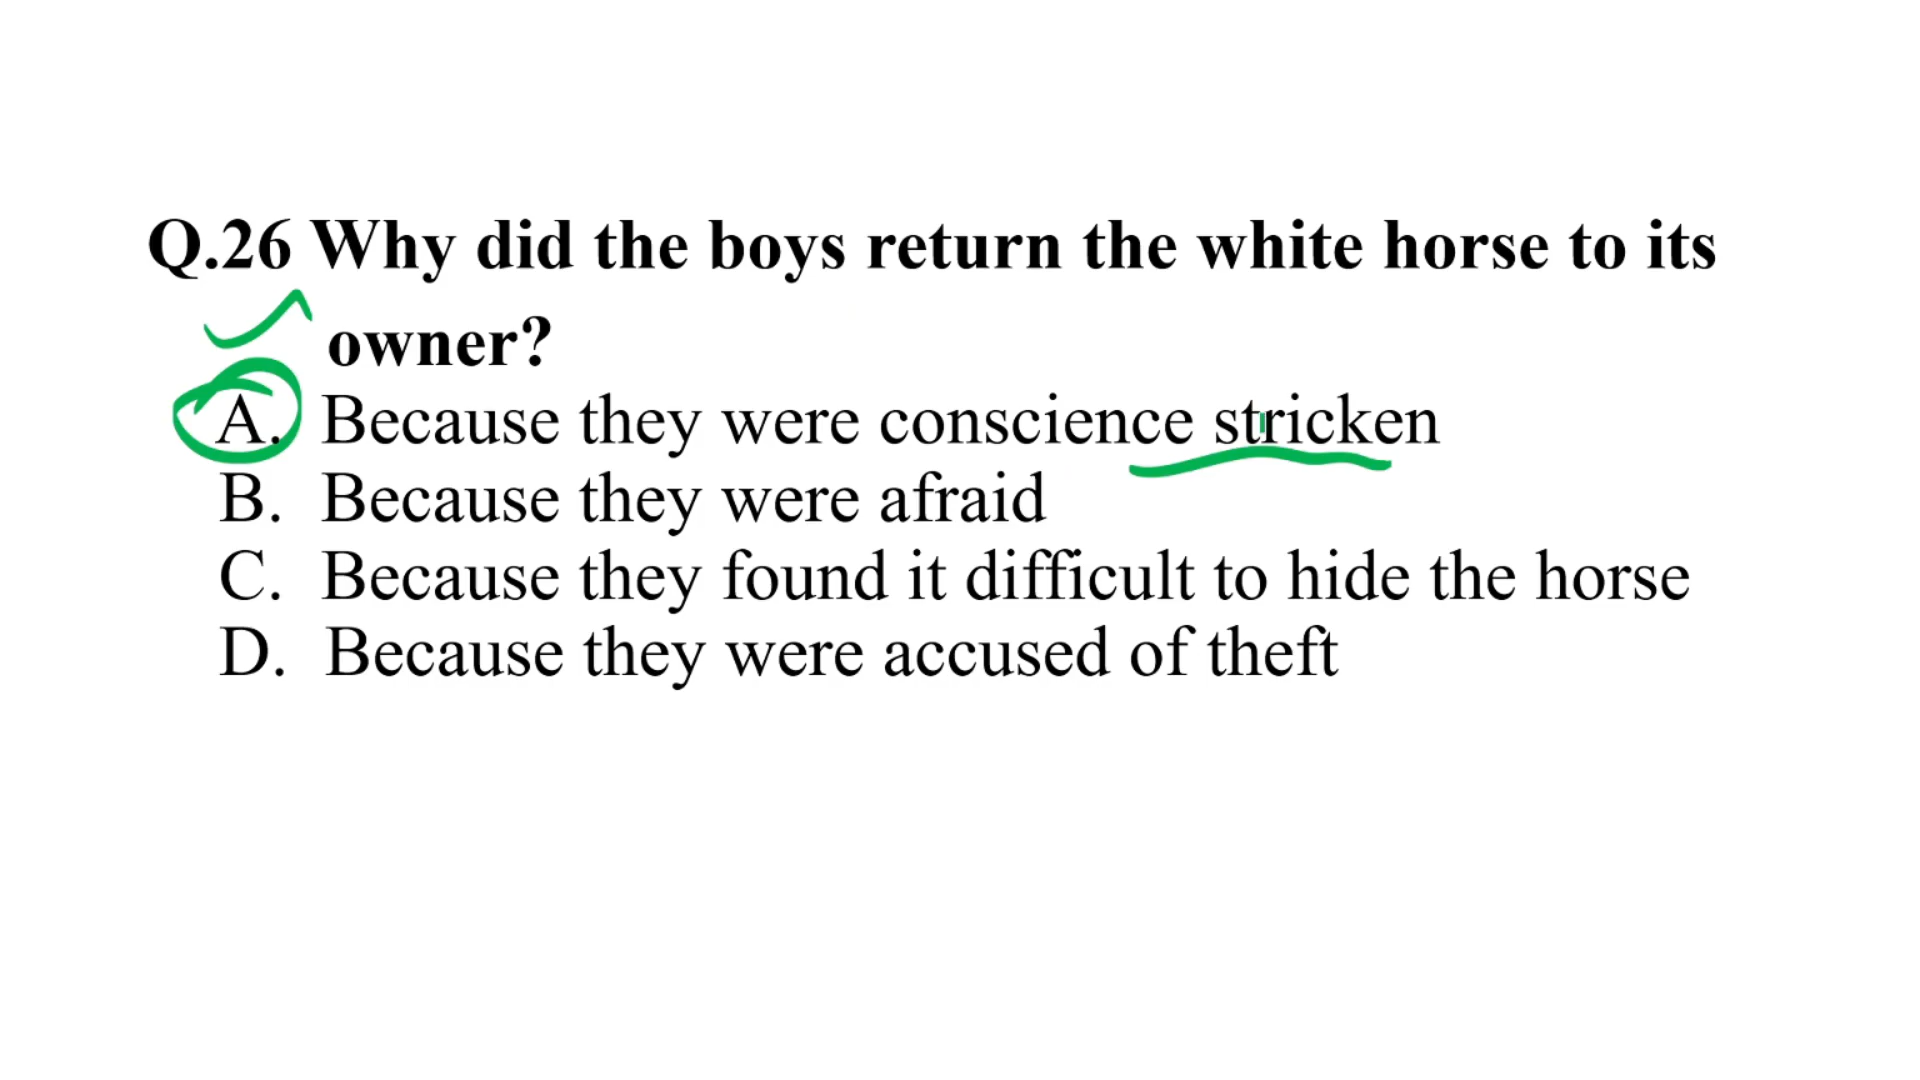 Q.26 Why did the boys return the white horse to its
owner?
A. Because they were conscience stricken
B. Because they were afraid
C. Because they found it difficult to hide the horse
D. Because they were accused of theft